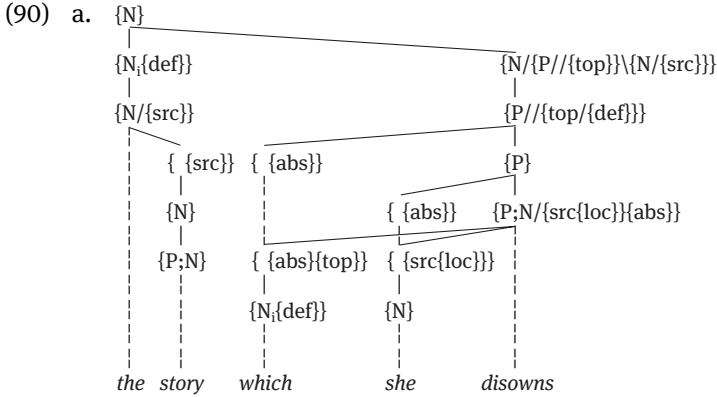 (90) a. {N}
{Nᵢ{def}} {N/{P//{top}}\{N/{src}}}
{N/{src}} {P//{top/{def}}}
{ {src}} { {abs}} {P}
{N} { {abs}} {P;N/{src{loc}}{abs}}
{P;N} { {abs}{top}} { {src{loc}}}
{Nᵢ{def}} {N}
the story which she disowns